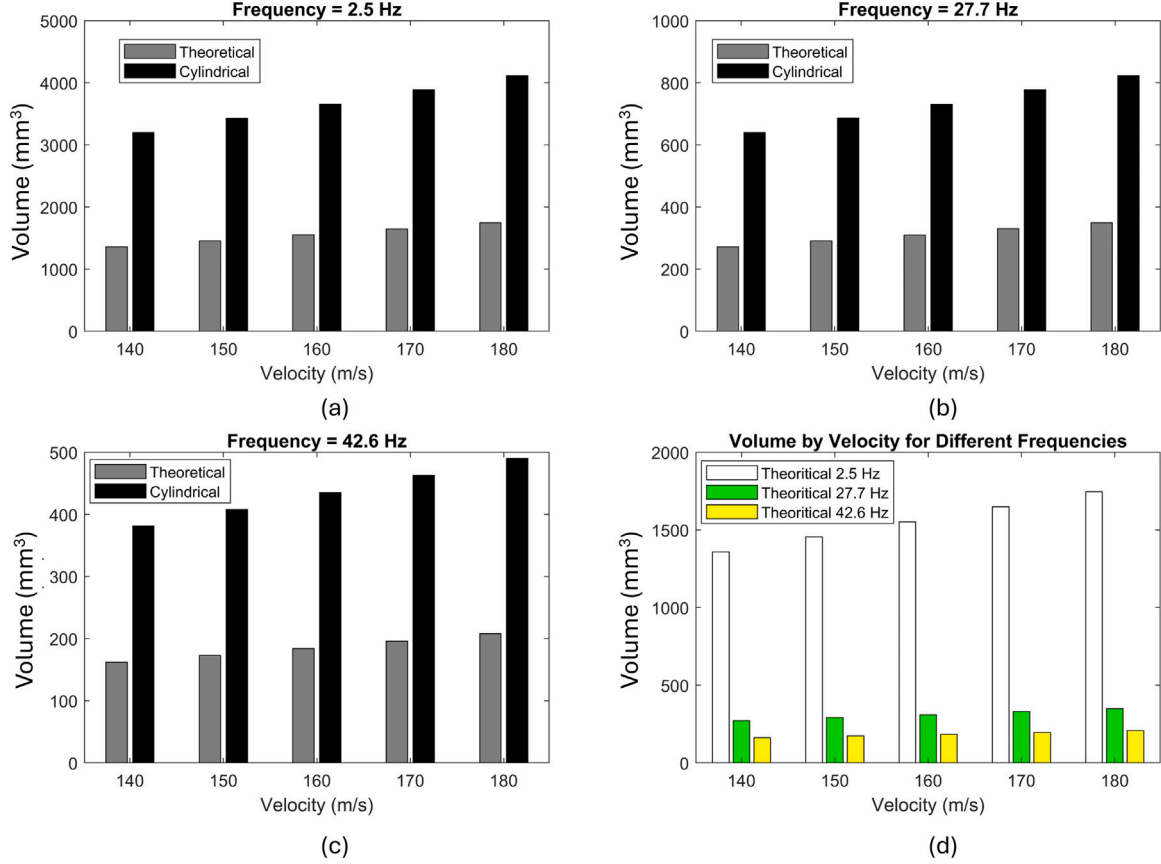 Frequency = 2.5 Hz
5000
4000
3000
2000
1000
0
Volume (mm³)
Theoretical
Cylindrical
140 150 160 170 180
Velocity (m/s)
(a)
Frequency = 27.7 Hz
1000
800
600
400
200
0
Volume (mm³)
Theoretical
Cylindrical
140 150 160 170 180
Velocity (m/s)
(b)
Frequency = 42.6 Hz
500
400
300
200
100
0
Volume (mm³)
Theoretical
Cylindrical
140 150 160 170 180
Velocity (m/s)
(c)
Volume by Velocity for Different Frequencies
2000
1500
1000
500
0
Volume (mm³)
Theoritical 2.5 Hz
Theoritical 27.7 Hz
Theoritical 42.6 Hz
140 150 160 170 180
Velocity (m/s)
(d)